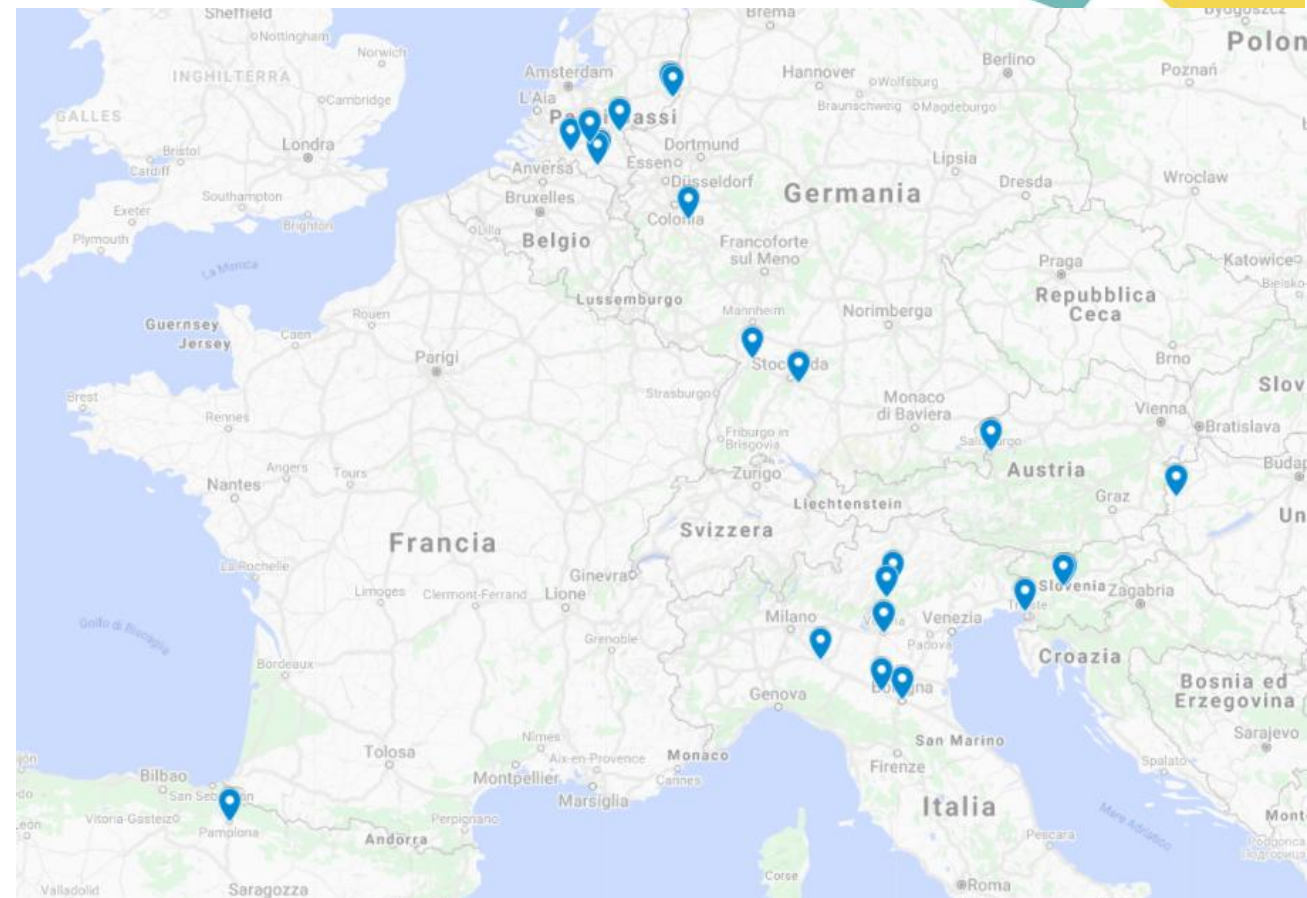 Sheffield
Brema
Bydgoszcz
Nottingham
Norwich
Polon
INGHILTERRA
Amsterdam
Hannover
Wolfsburg
Berlino
Poznań
L'Aia
Cambridge
Braunschweig
Magdeburgo
GALLES
Londra
Bristol
Cardiff
Dortmund
Lipsia
Anversa
Essen
Düsseldorf
Germania
Dresda
Wroclaw
Southampton
Bruxelles
Exeter
Brighton
Lilla
Colonia
Plymouth
Belgio
Francoforte
sul Meno
Praga
Katowice
La Manica
Bielsko-
Lussemburgo
Repubblica
Ceca
Guernsey
Rouen
Mannheim
Norimberga
Jersey
Caen
Parigi
Brno
Brest
Strasburgo
Monaco
di Baviera
Slov
Rennes
Vienna
Bratislava
Friburgo in
Brisgovia
Angers
Tours
Zurigo
Austria
Budap
Nantes
Liechtenstein
Graz
Un
Svizzera
Francia
La Rochelle
Ginevra
Slovenia
Zagabria
Limoges
Clermont-Ferrand
Lione
Milano
Venezia
Golfo di Biscaglia
Grenoble
Padova
Croazia
Bordeaux
Genova
Bosnia ed
Erzegovina
San Marino
Sarajevo
Nîmes
Tolosa
Aix-en-Provence
Monaco
Firenze
Spalato
Bilbao
Montpellier
Cannes
Marsiglia
Italia
Mont
Vitoria-Gasteiz
Pamplona
Perpignano
Andorra
Mare Adriatico
Pescara
Corse
Valladolid
Saragozza
Roma